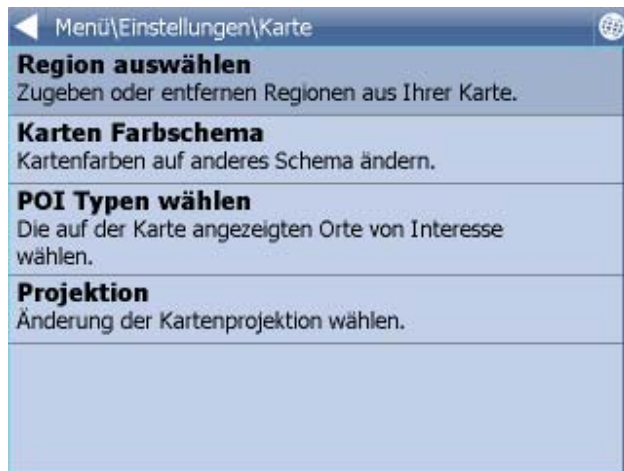 Menü\Einstellungen\Karte
Region auswählen
Zugeben oder entfernen Regionen aus Ihrer Karte.
Karten Farbschema
Kartenfarben auf anderes Schema ändern.
POI Typen wählen
Die auf der Karte angezeigten Orte von Interesse
wählen.
Projektion
Änderung der Kartenprojektion wählen.